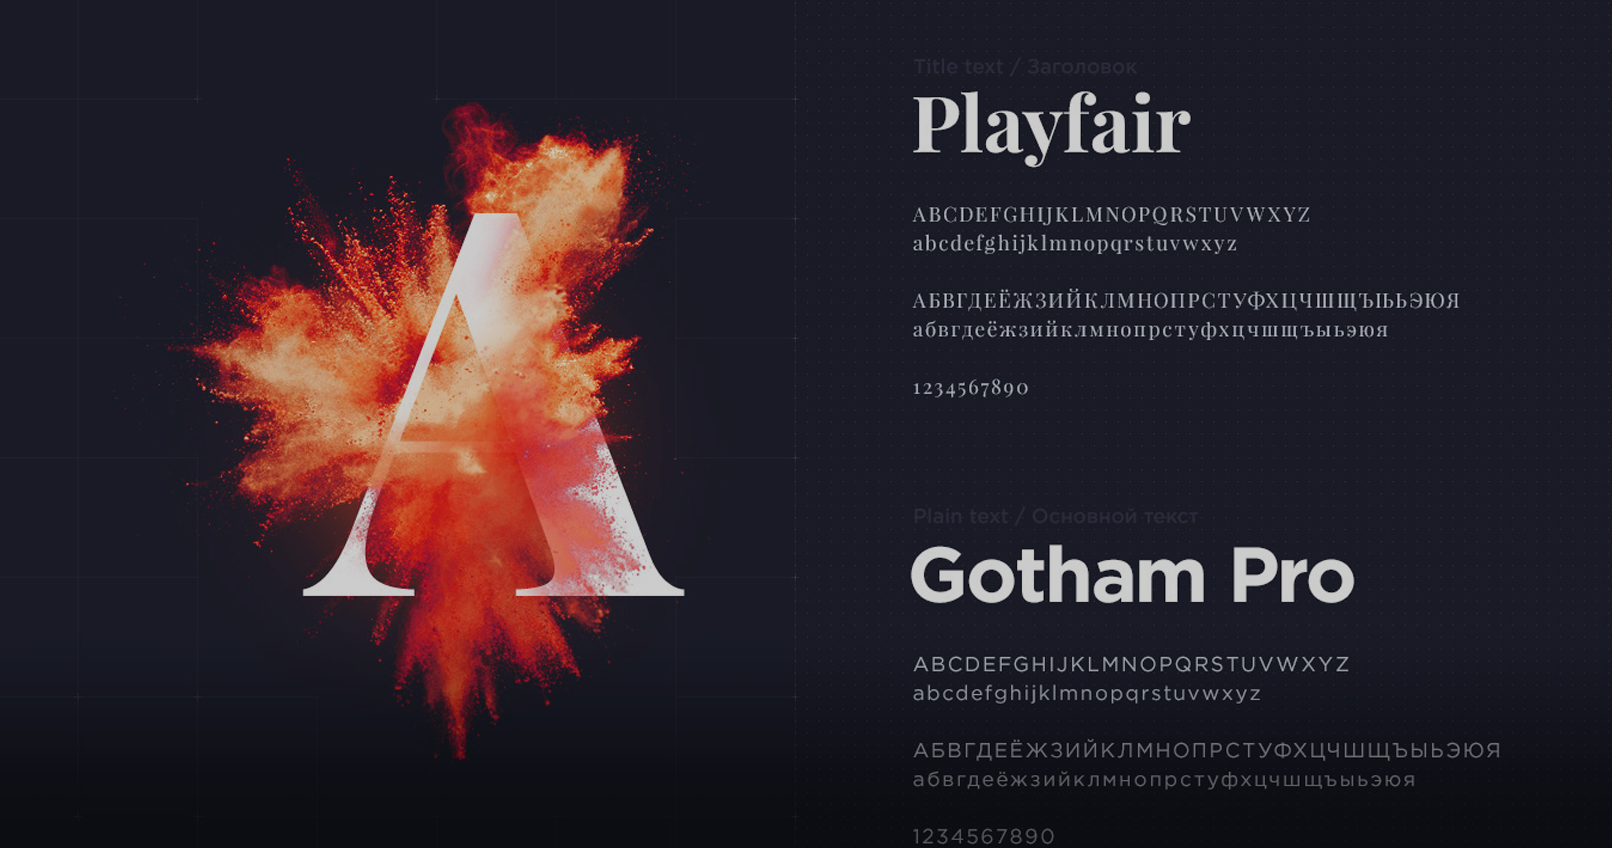 A
Title text / Заголовок
Playfair
ABCDEFGHIJKLMNOPQRSTUVWXYZ
abcdefghijklmnopqrstuvwxyz
АБВГДЕЁЖЗИЙКЛМНОПРСТУФХЦЧШЩЪЫЬЭЮЯ
абвгдеёжзийклмнопрстуфхцчшщъыьэюя
1234567890
Plain text / Основной текст
Gotham Pro
ABCDEFGHIJKLMNOPQRSTUVWXYZ
abcdefghijklmnopqrstuvwxyz
АБВГДЕЁЖЗИЙКЛМНОПРСТУФХЦЧШЩЪЫЬЭЮЯ
абвгдеёжзийклмнопрстуфхцчшщъыьэюя
1234567890